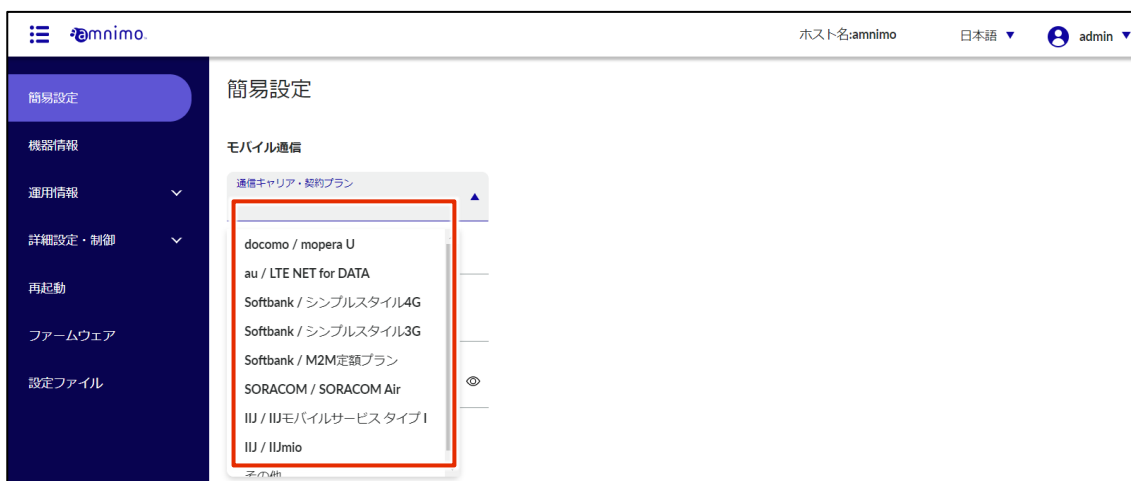 amnimo.
ホスト名:amnimo
日本語
admin
簡易設定
機器情報
運用情報
詳細設定・制御
再起動
ファームウェア
設定ファイル
簡易設定
モバイル通信
通信キャリア・契約プラン
docomo / mopera U
au / LTE NET for DATA
Softbank / シンプルスタイル4G
Softbank / シンプルスタイル3G
Softbank / M2M定額プラン
SORACOM / SORACOM Air
IIJ / IIJモバイルサービス タイプ I
IIJ / IIJmio
その他